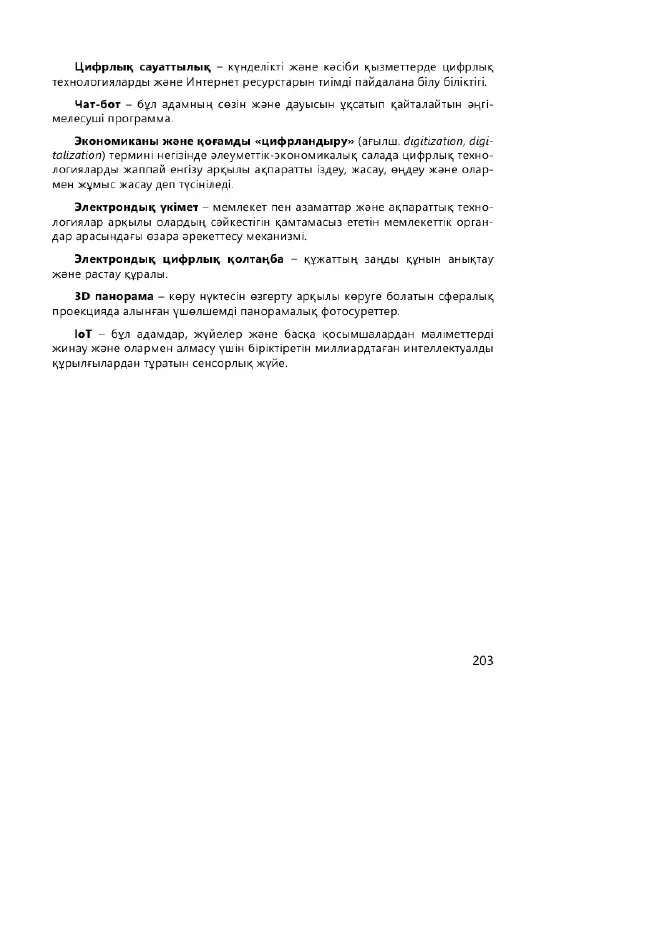 Цифрлық сауаттылық – күнделікті және кәсіби қызметтерде цифрлық
технологияларды және Интернет ресурстарын тиімді пайдалана білу біліктігі.
Чат-бот – бұл адамның сөзін және дауысын ұқсатып қайталайтын әңгі-
мелесуші программа.
Экономиканы және қоғамды «цифрландыру» (ағылш. digitization, digi-
talization) термині негізінде әлеуметтік-экономикалық салада цифрлық техно-
логияларды жаппай енгізу арқылы ақпаратты іздеу, жасау, өңдеу және олар-
мен жұмыс жасау деп түсініледі.
Электрондық үкімет – мемлекет пен азаматтар және ақпараттық техно-
логиялар арқылы олардың сәйкестігін қамтамасыз ететін мемлекеттік орган-
дар арасындағы өзара әрекеттесу механизмі.
Электрондық цифрлық қолтаңба – құжаттың заңды құнын анықтау
және растау құралы.
3D панорама – көру нүктесін өзгерту арқылы көруге болатын сфералық
проекцияда алынған үшөлшемді панорамалық фотосуреттер.
IoT – бұл адамдар, жүйелер және басқа қосымшалардан мәліметтерді
жинау және олармен алмасу үшін біріктіретін миллиардтаған интеллектуалды
құрылғылардан тұратын сенсорлық жүйе.
203